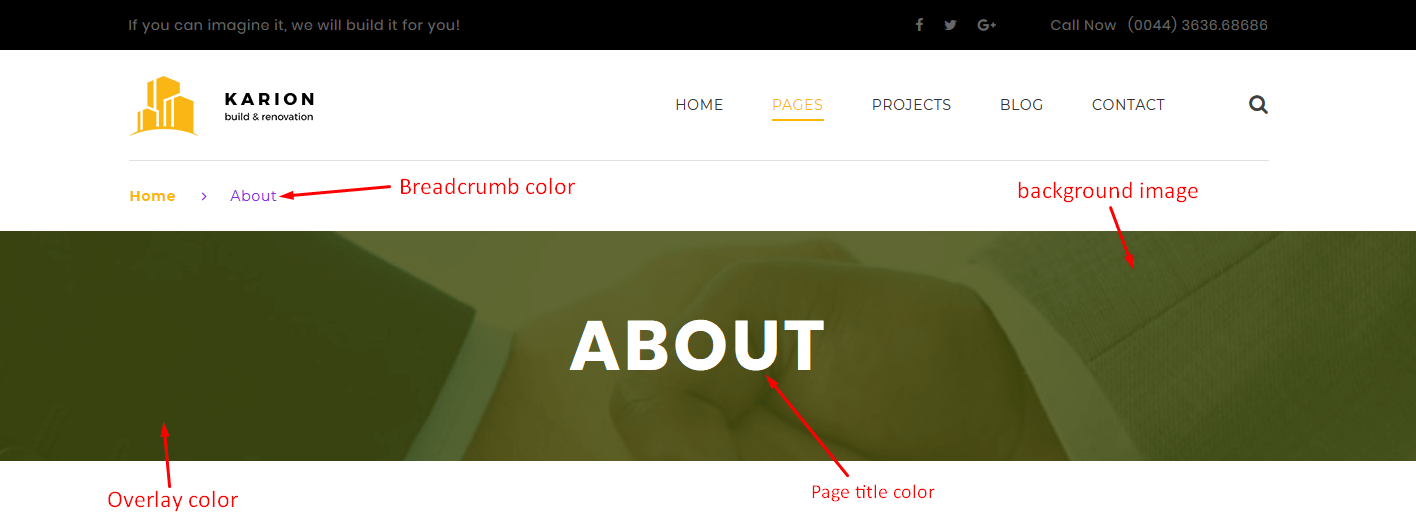 If you can imagine it, we will build it for you!
Call Now (0044) 3636.68686
KARION
build & renovation
HOME PAGES PROJECTS BLOG CONTACT
Home > About
Breadcrumb color
background image
ABOUT
Page title color
Overlay color